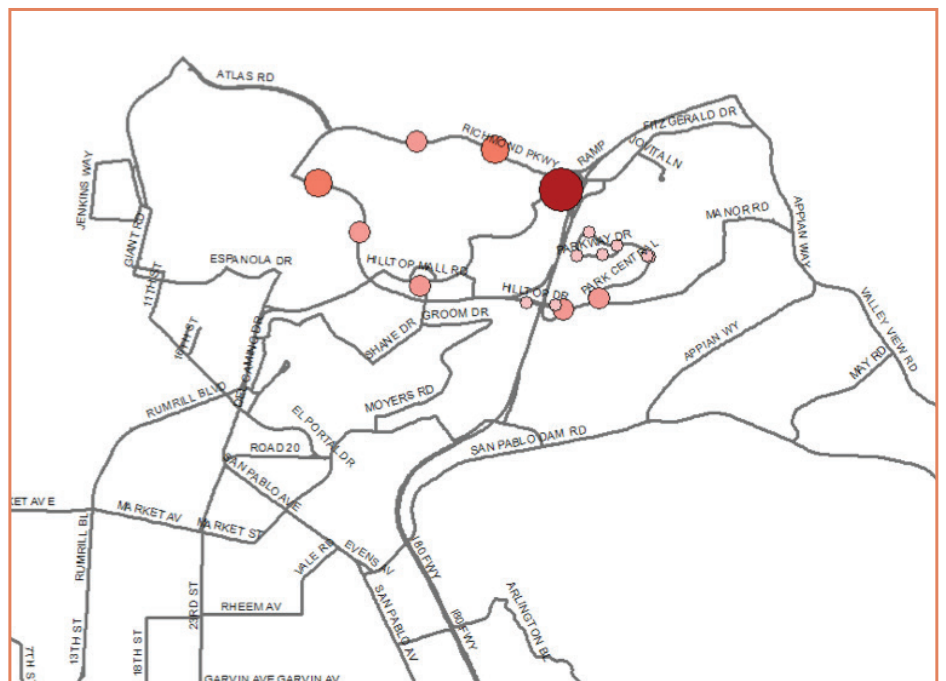 ATLAS RD
RICHMOND PKWY
RAMP
FITZGERALD DR
JOVITA LN
JENKINS WAY
GIANT RD
11TH ST
ESPANOLA DR
HILLTOP MALL RD
PARKWAY DR
PARK CENTRAL
MANOR RD
APPIAN WAY
HILLTOP DR
GROOM DR
SHANE DR
16TH ST
VALLEY VIEW RD
APPIAN WY
MAY RD
RUMRILL BLVD
MOYERS RD
EL PORTAL DR
ROAD 20
SAN PABLO DAM RD
SAN PABLO AVE
KET AVE
MARKET AV
MARKET ST
RUMRILL BL
VALE RD
EVENS AV
I80 FWY
23RD ST
RHEEM AV
SAN PABLO AV
I80 FWY
ARLINGTON BL
13TH ST
18TH ST
7TH S
GARVIN AVE GARVIN AV